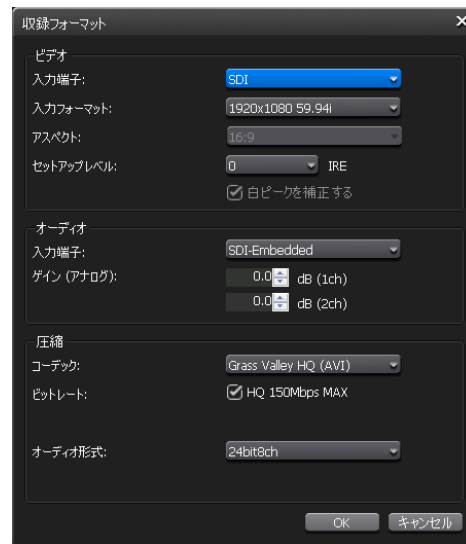 収録フォーマット
ビデオ
入力端子: SDI
入力フォーマット: 1920x1080 59.94i
アスペクト: 16:9
セットアップレベル: 0 IRE
白ピークを補正する
オーディオ
入力端子: SDI-Embedded
ゲイン (アナログ): 0.0 dB (1ch)
0.0 dB (2ch)
圧縮
コーデック: Grass Valley HQ (AVI)
ビットレート: HQ 150Mbps MAX
オーディオ形式: 24bit8ch
OK キャンセル